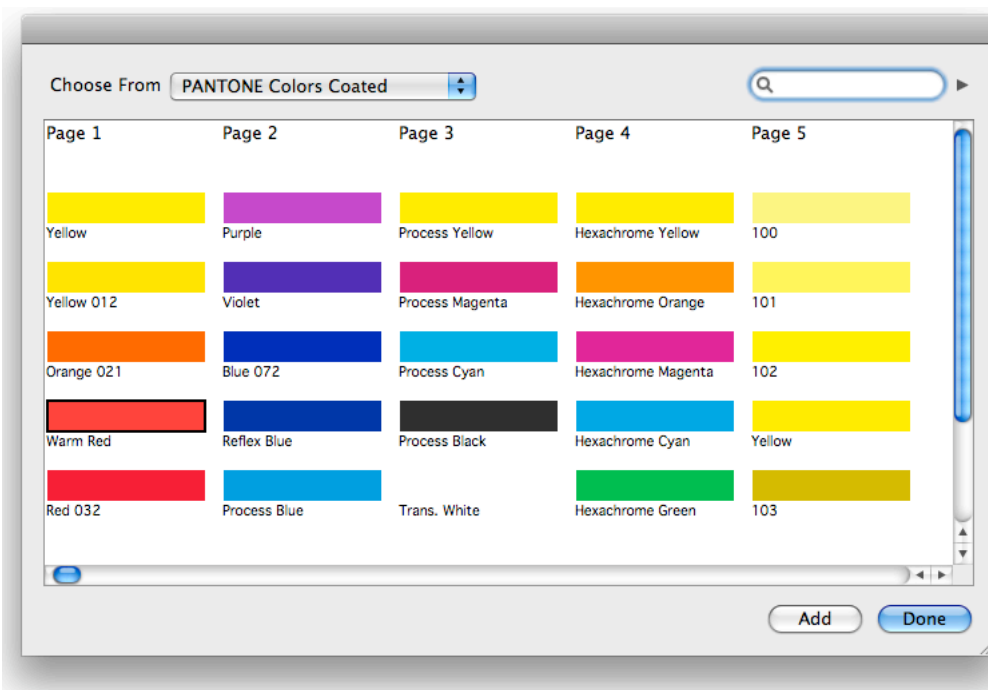 Choose From PANTONE Colors Coated
Page 1 Page 2 Page 3 Page 4 Page 5
Yellow Purple Process Yellow Hexachrome Yellow 100
Yellow 012 Violet Process Magenta Hexachrome Orange 101
Orange 021 Blue 072 Process Cyan Hexachrome Magenta 102
Warm Red Reflex Blue Process Black Hexachrome Cyan Yellow
Red 032 Process Blue Trans. White Hexachrome Green 103
Add Done